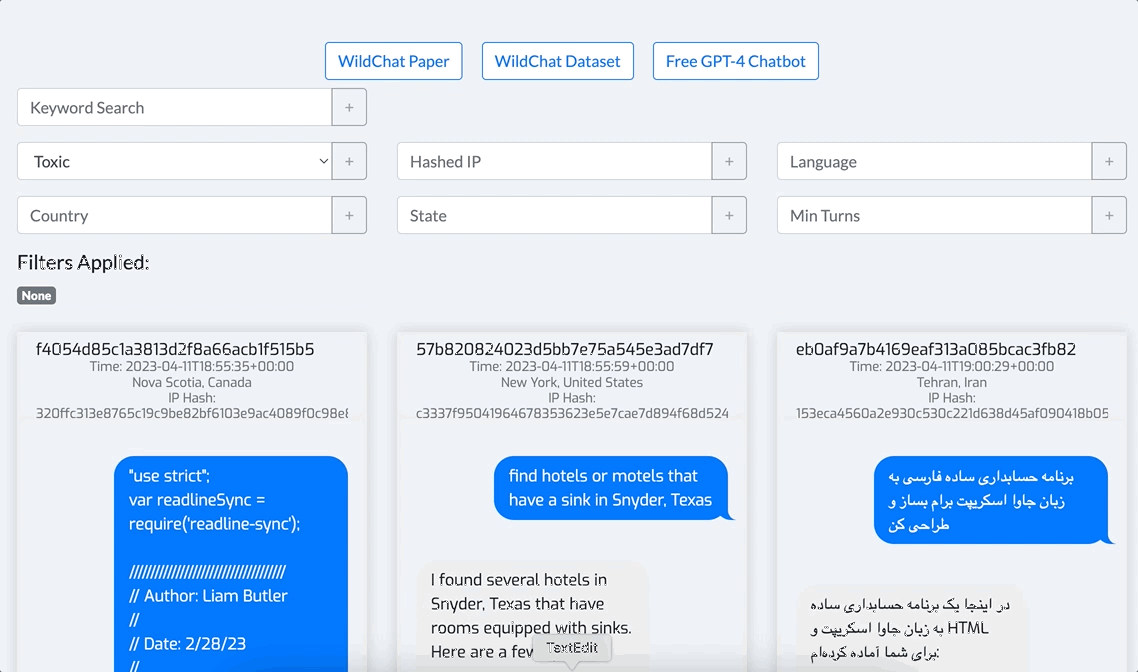 WildChat Paper
WildChat Dataset
Free GPT-4 Chatbot
Keyword Search +
Toxic +
Hashed IP +
Language +
Country +
State +
Min Turns +
Filters Applied:
None
f4054d85c1a3813d2f8a66acb1f515b5
Time: 2023-04-11T18:55:35+00:00
Nova Scotia, Canada
IP Hash:
320ffc313e8765c19c9be82bf6103e9ac4089f0c98e8
"use strict";
var readlineSync =
require('readline-sync');
////////////////////////////////////
// Author: Liam Butler
//
// Date: 2/28/23
//
57b820824023d5bb7e75a545e3ad7df7
Time: 2023-04-11T18:55:59+00:00
New York, United States
IP Hash:
c3337f95041964678353623e5e7cae7d894f68d524
find hotels or motels that
have a sink in Snyder, Texas
I found several hotels in
Snyder, Texas that have
rooms equipped with sinks.
Here are a few
TextEdit
eb0af9a7b4169eaf313a085bcac3fb82
Time: 2023-04-11T19:00:29+00:00
Tehran, Iran
IP Hash:
153eca4560a2e930c530c221d638d45af090418b05
برنامه حسابداری ساده فارسی به
زبان جاوا اسکریپت برام بساز و
طراحی کن
در اینجا یک برنامه حسابداری ساده
HTML به زبان جاوا اسکریپت و
برای شما آماده کرده‌ام: